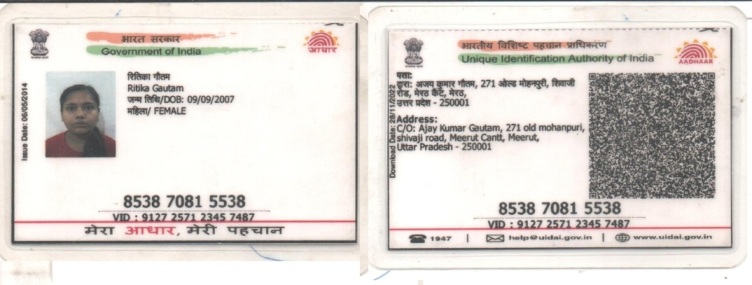 भारत सरकार
Government of India
आधार
Issue Date: 06/05/2014
रितिका गौतम
Ritika Gautam
जन्म तिथि/DOB: 09/09/2007
महिला/ FEMALE
8538 7081 5538
VID : 9127 2571 2345 7487
मेरा आधार, मेरी पहचान
भारतीय विशिष्ट पहचान प्राधिकरण
Unique Identification Authority of India
AADHAAR
Download Date: 28/11/2022
पता:
द्वारा: अजय कुमार गौतम, 271 ओल्ड मोहनपुरी, शिवाजी
रोड, मेरठ कैंट, मेरठ,
उत्तर प्रदेश - 250001
Address:
C/O: Ajay Kumar Gautam, 271 old mohanpuri,
shivaji road, Meerut Cantt, Meerut,
Uttar Pradesh - 250001
8538 7081 5538
VID : 9127 2571 2345 7487
1947 | help@uidai.gov.in | www.uidai.gov.in